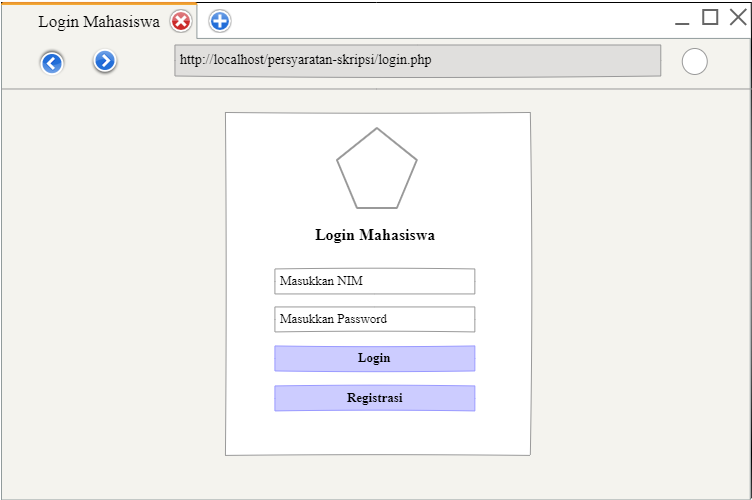 Login Mahasiswa
http://localhost/persyaratan-skripsi/login.php
Login Mahasiswa
Masukkan NIM
Masukkan Password
Login
Registrasi